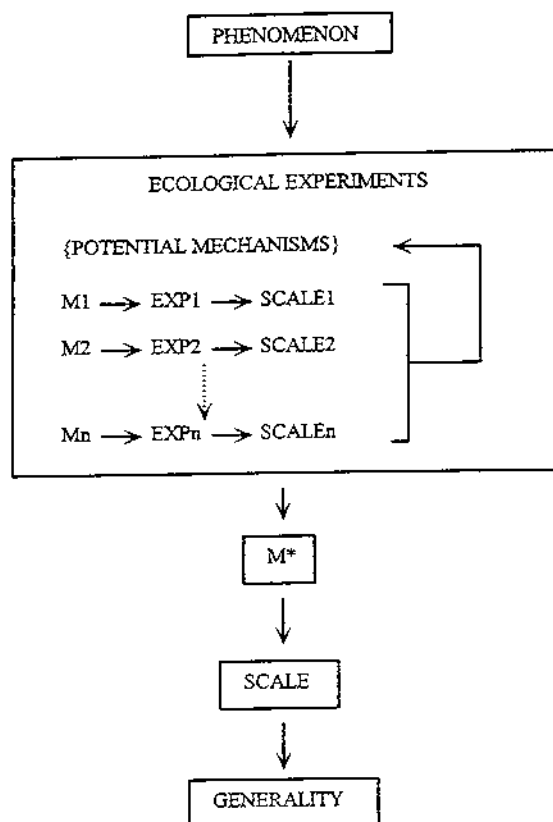 PHENOMENON
ECOLOGICAL EXPERIMENTS
{POTENTIAL MECHANISMS}
M1 EXP1 SCALE1
M2 EXP2 SCALE2
Mn EXPn SCALEn
M*
SCALE
GENERALITY